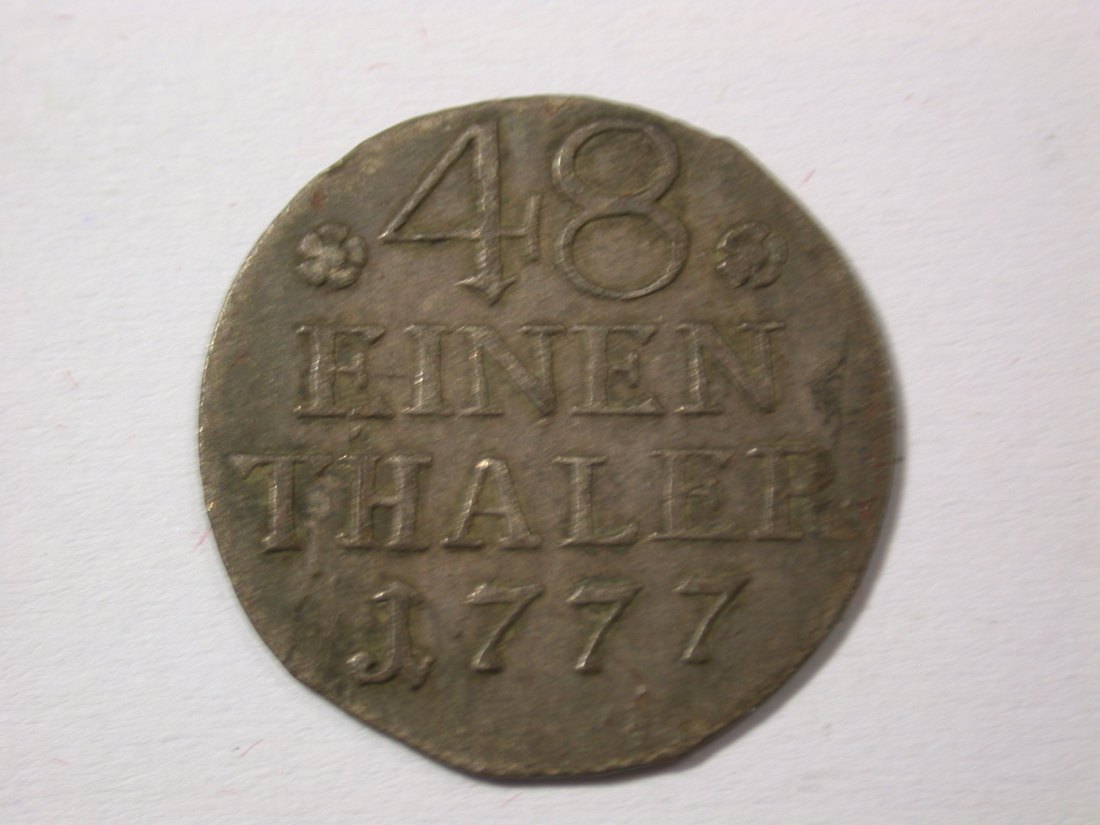 48
EINEN
THALER
1777